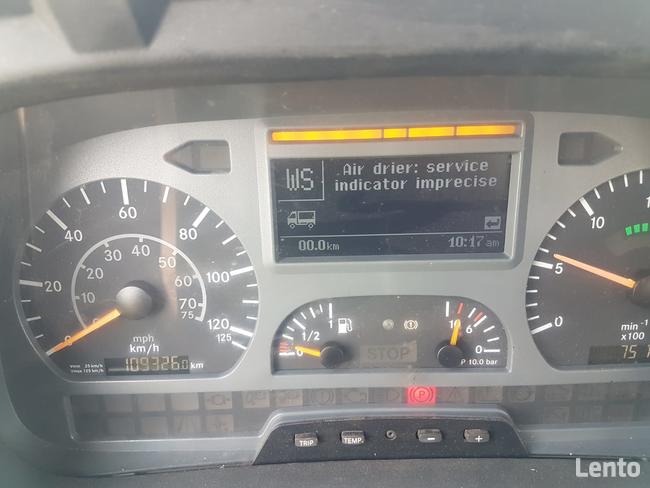 WS
Air drier: service
indicator imprecise
00.0 km
10:17 am
20
40
60
80
100
120
125
10
20
30
40
50
60
70
75
mph
km/h
109326.0 km
0
1/2
1
STOP
10
6
0
P 10.0 bar
0
5
10
min⁻¹
x100
P
TRIP
TEMP
−
+
Lento